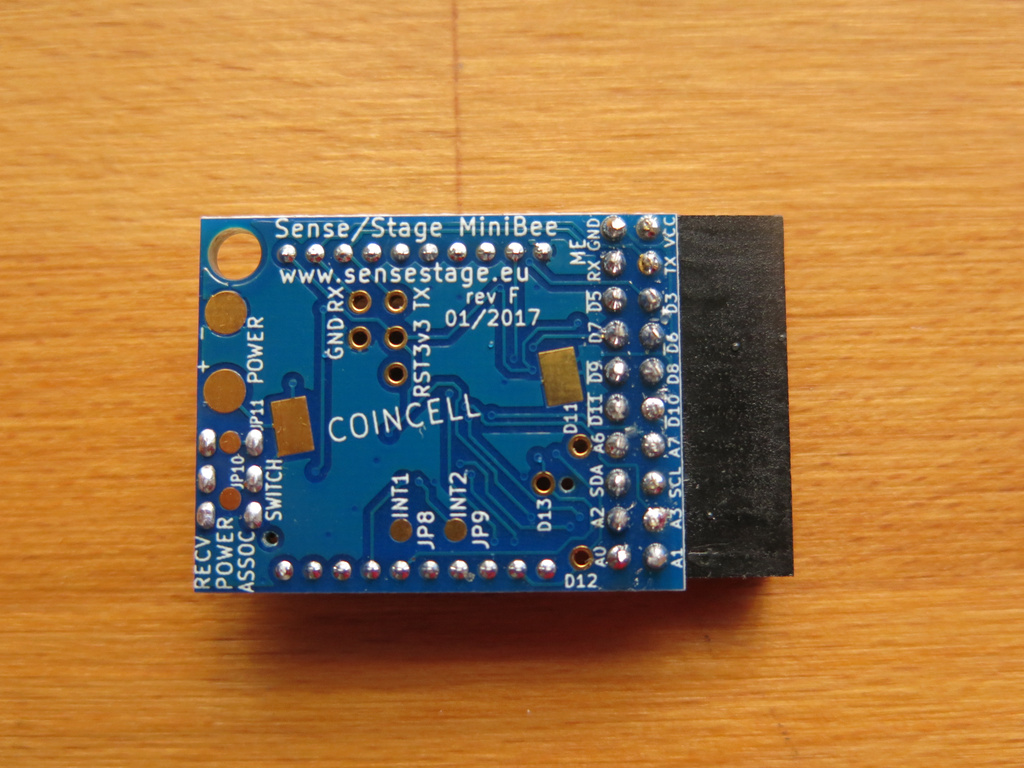 Sense/Stage MiniBee
www.sensestage.eu
rev F
01/2017
ME
GND VCC
RX TX
D5 D3
D7 D6
D9 D8
D11 D10
A6 A7
SDA SCL
A2 A3
A0 A1
RX TX
GND 3v3
RST
- + POWER
JP11
JP10
SWITCH
COINCELL
D11
D13
D12
INT1
JP8
INT2
JP9
RECV
POWER
ASSOC